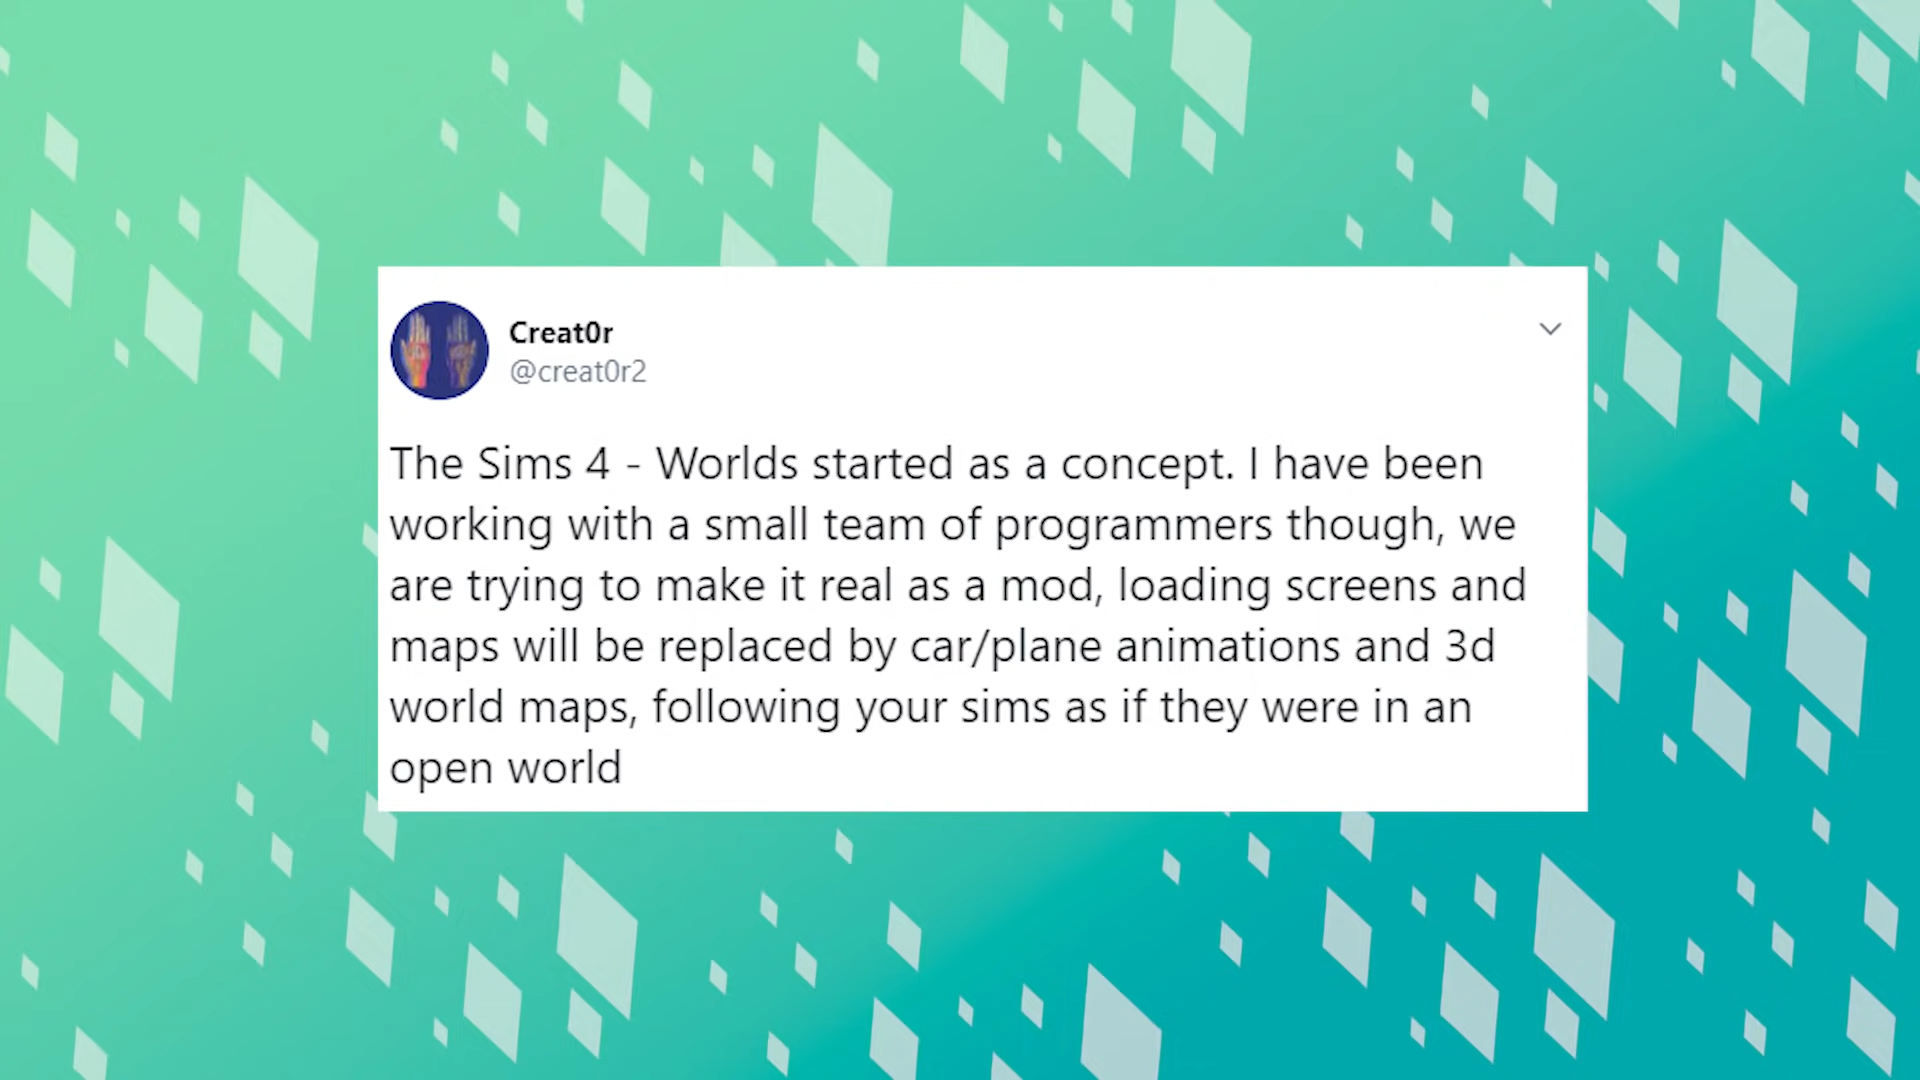 Creat0r
@creat0r2
The Sims 4 - Worlds started as a concept. I have been
working with a small team of programmers though, we
are trying to make it real as a mod, loading screens and
maps will be replaced by car/plane animations and 3d
world maps, following your sims as if they were in an
open world